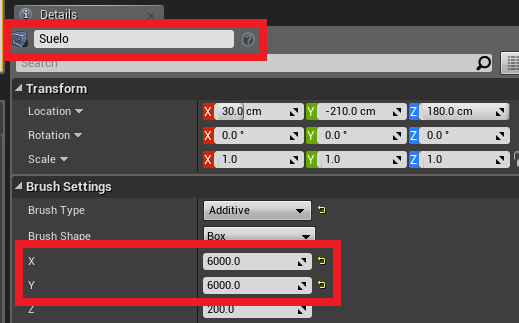 Details
Suelo
Search
Transform
Location X 30.0 cm Y -210.0 cm Z 180.0 cm
Rotation X 0.0 ° Y 0.0 ° Z 0.0 °
Scale X 1.0 Y 1.0 Z 1.0
Brush Settings
Brush Type Additive
Brush Shape Box
X 6000.0
Y 6000.0
Z 200.0